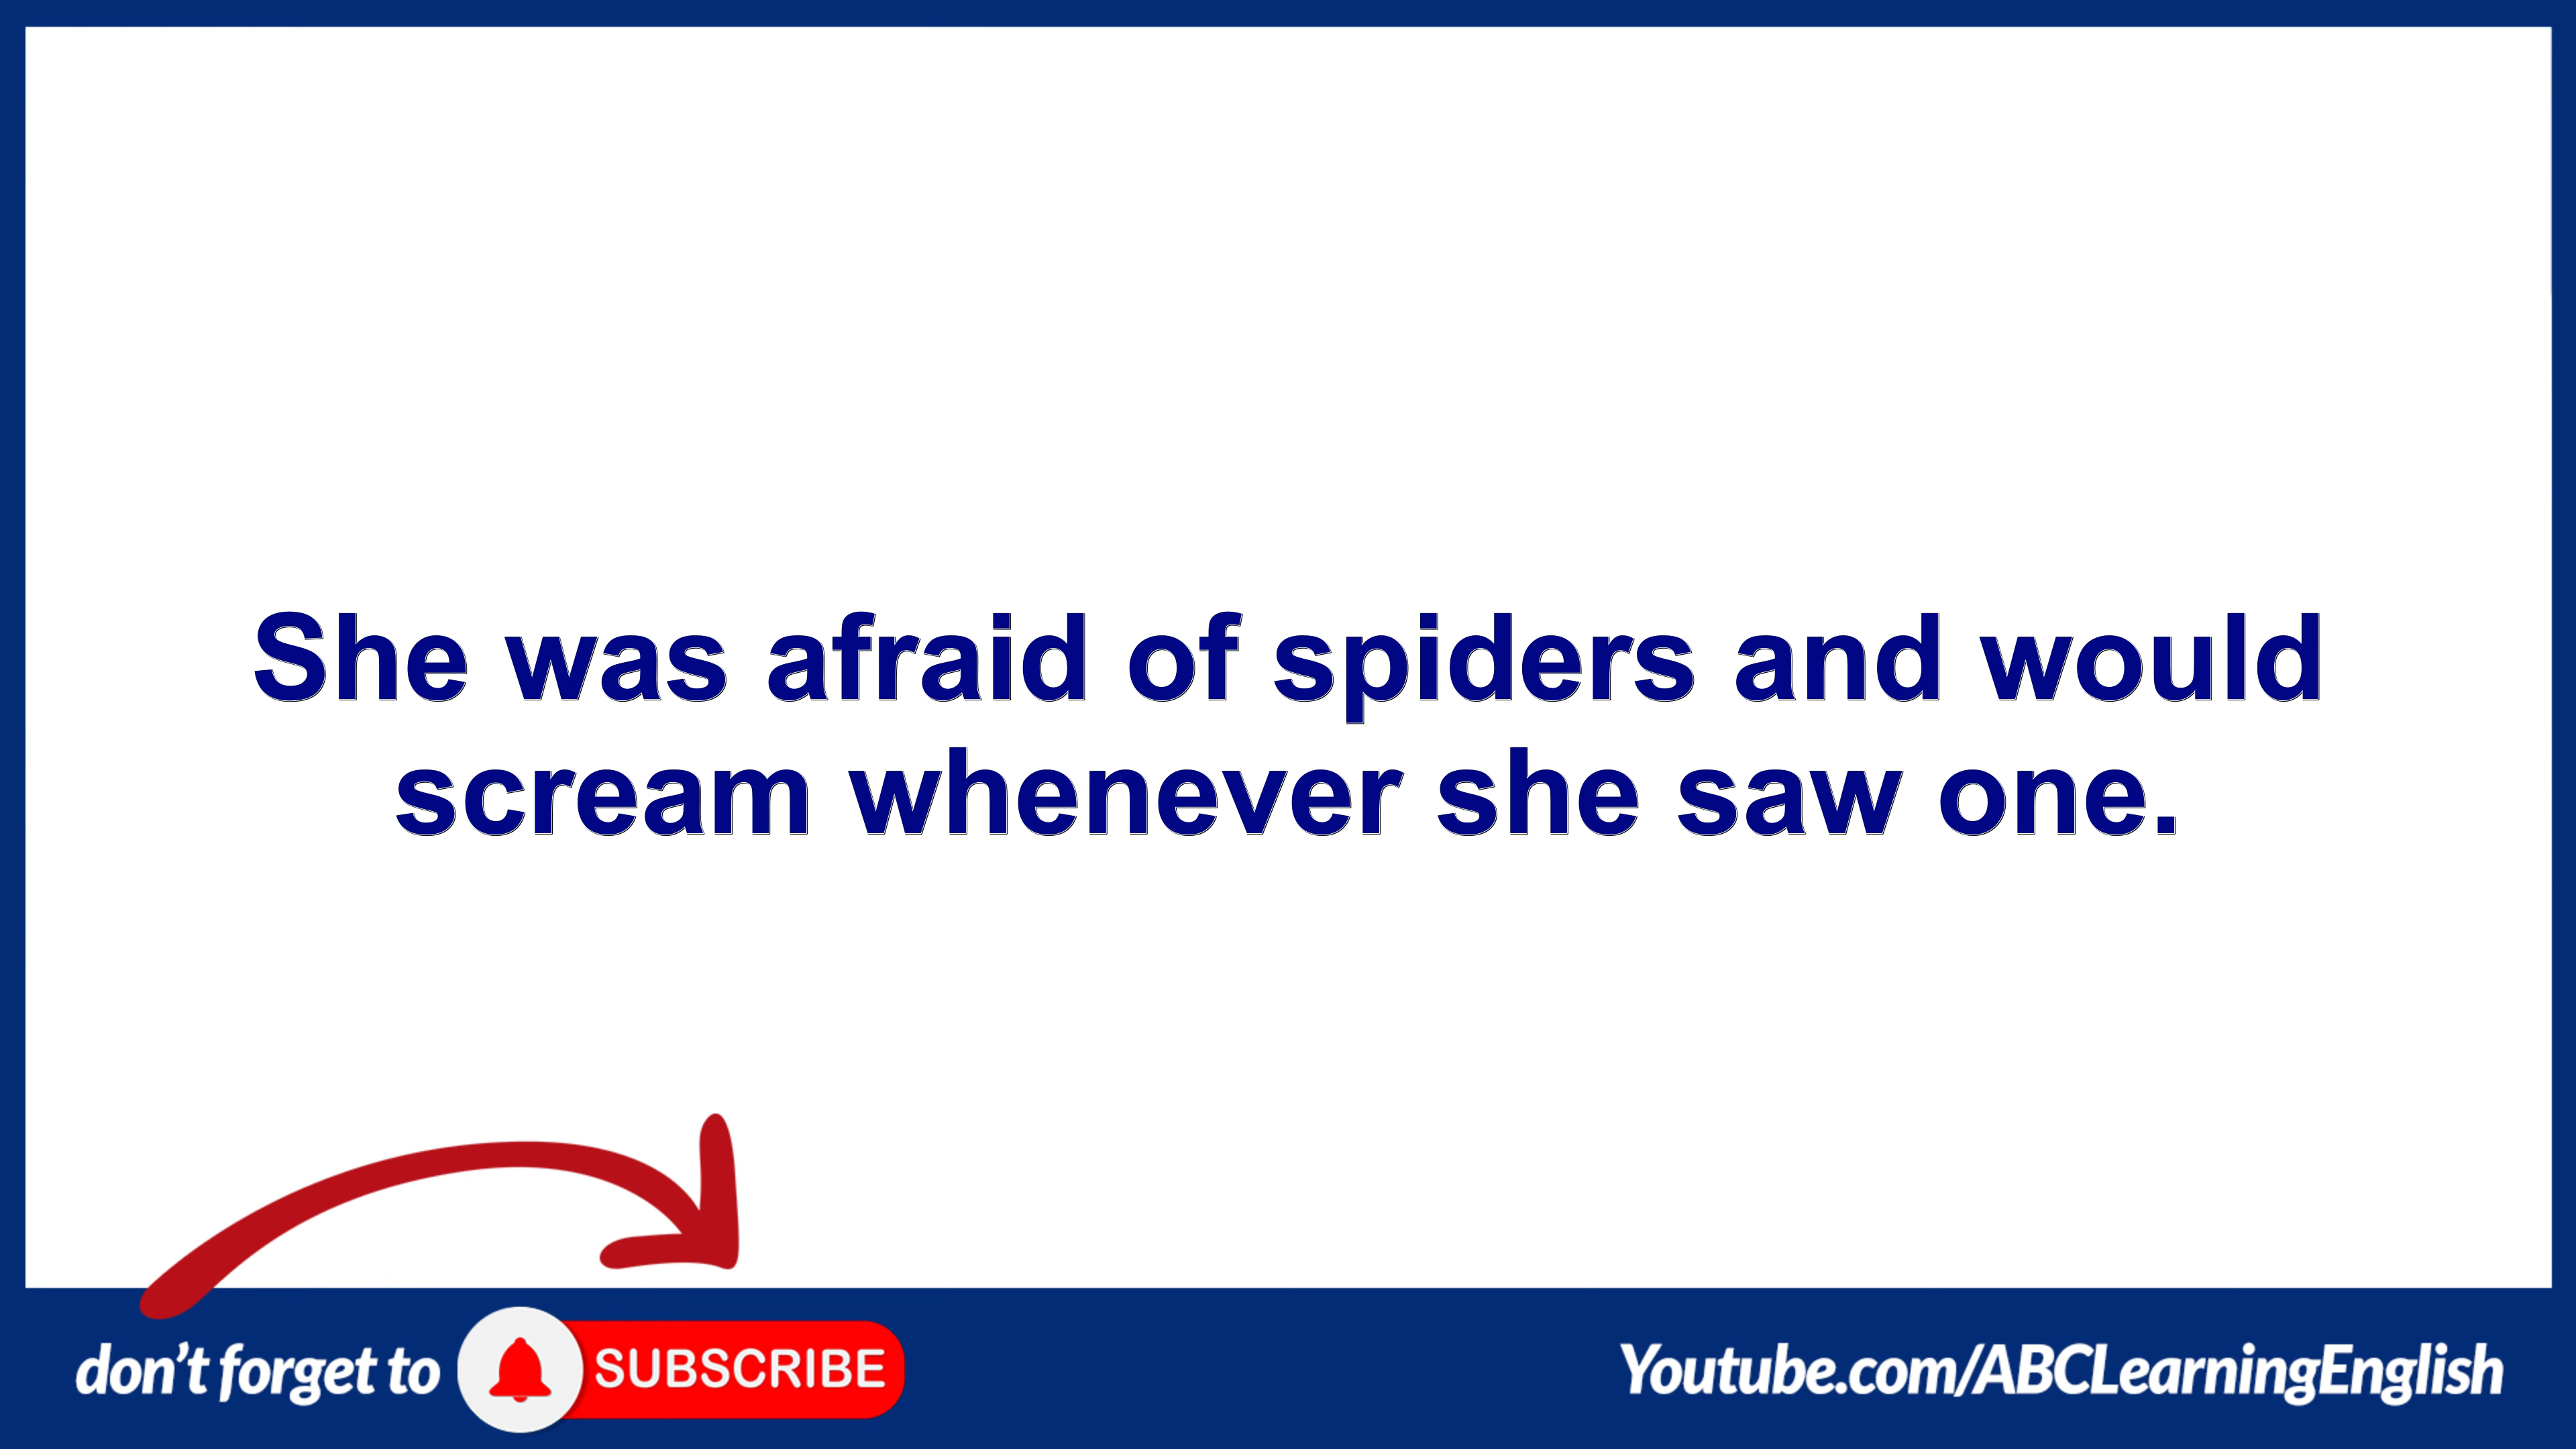 She was afraid of spiders and would
scream whenever she saw one.
don't forget to SUBSCRIBE
Youtube.com/ABCLearningEnglish